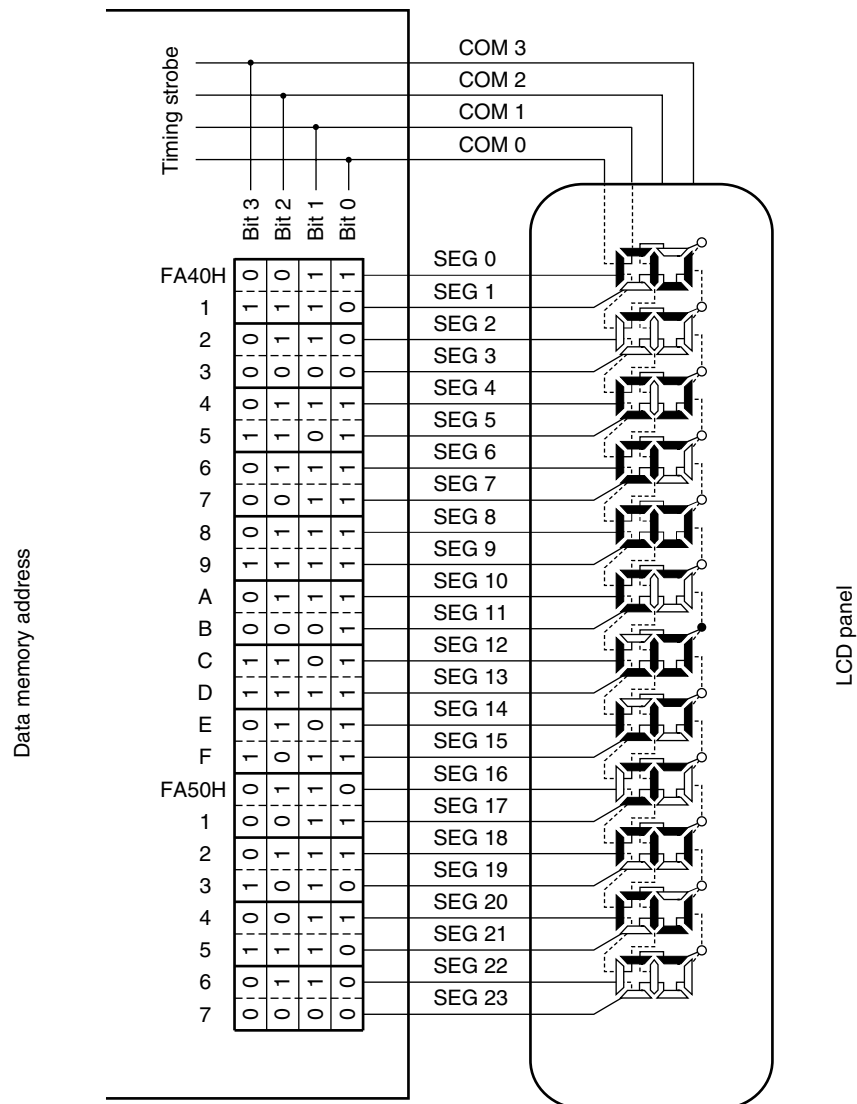 Timing strobe
COM 3
COM 2
COM 1
COM 0
Bit 3 Bit 2 Bit 1 Bit 0
FA40H 0 0 1 1 SEG 0
1 1 1 1 0 SEG 1
2 0 1 1 0 SEG 2
3 0 0 0 0 SEG 3
4 0 1 1 1 SEG 4
5 1 1 0 1 SEG 5
6 0 1 1 1 SEG 6
7 0 0 1 1 SEG 7
8 0 1 1 1 SEG 8
9 1 1 1 1 SEG 9
A 0 1 1 1 SEG 10
B 0 0 0 1 SEG 11
C 1 1 0 1 SEG 12
D 1 1 1 1 SEG 13
E 0 1 0 1 SEG 14
F 1 0 1 1 SEG 15
FA50H 0 1 1 0 SEG 16
1 0 0 1 1 SEG 17
2 0 1 1 1 SEG 18
3 1 0 1 0 SEG 19
4 0 0 1 1 SEG 20
5 1 1 1 0 SEG 21
6 0 1 1 0 SEG 22
7 0 0 0 0 SEG 23
Data memory address
LCD panel